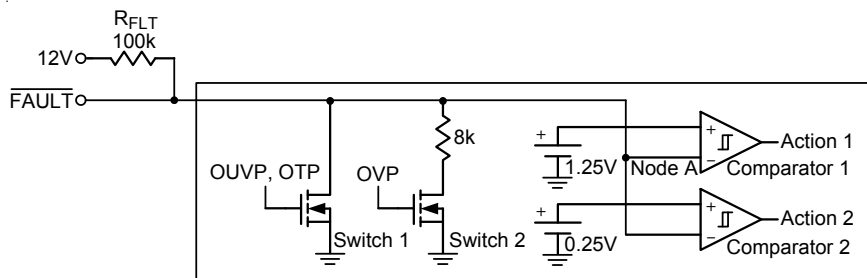 R_FLT
100k
12V
FAULT
8k
OUVP, OTP
OVP
Switch 1
Switch 2
+
1.25V
Node A
+
−
Action 1
Comparator 1
+
0.25V
+
−
Action 2
Comparator 2